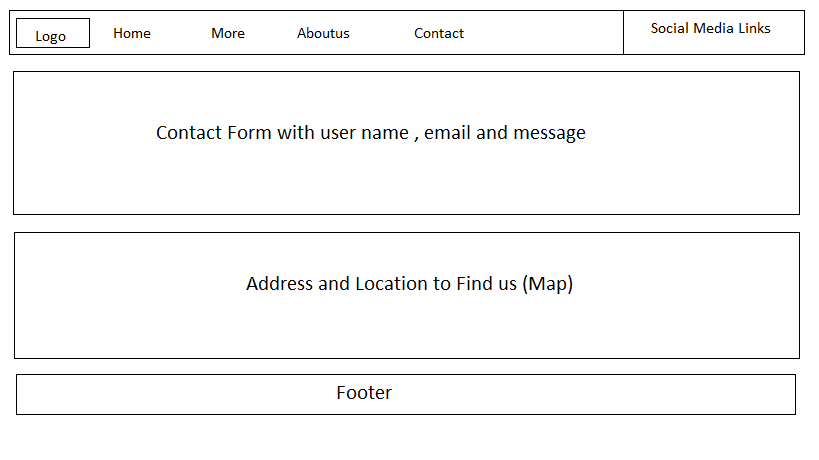 Logo Home More Aboutus Contact Social Media Links
Contact Form with user name , email and message
Address and Location to Find us (Map)
Footer